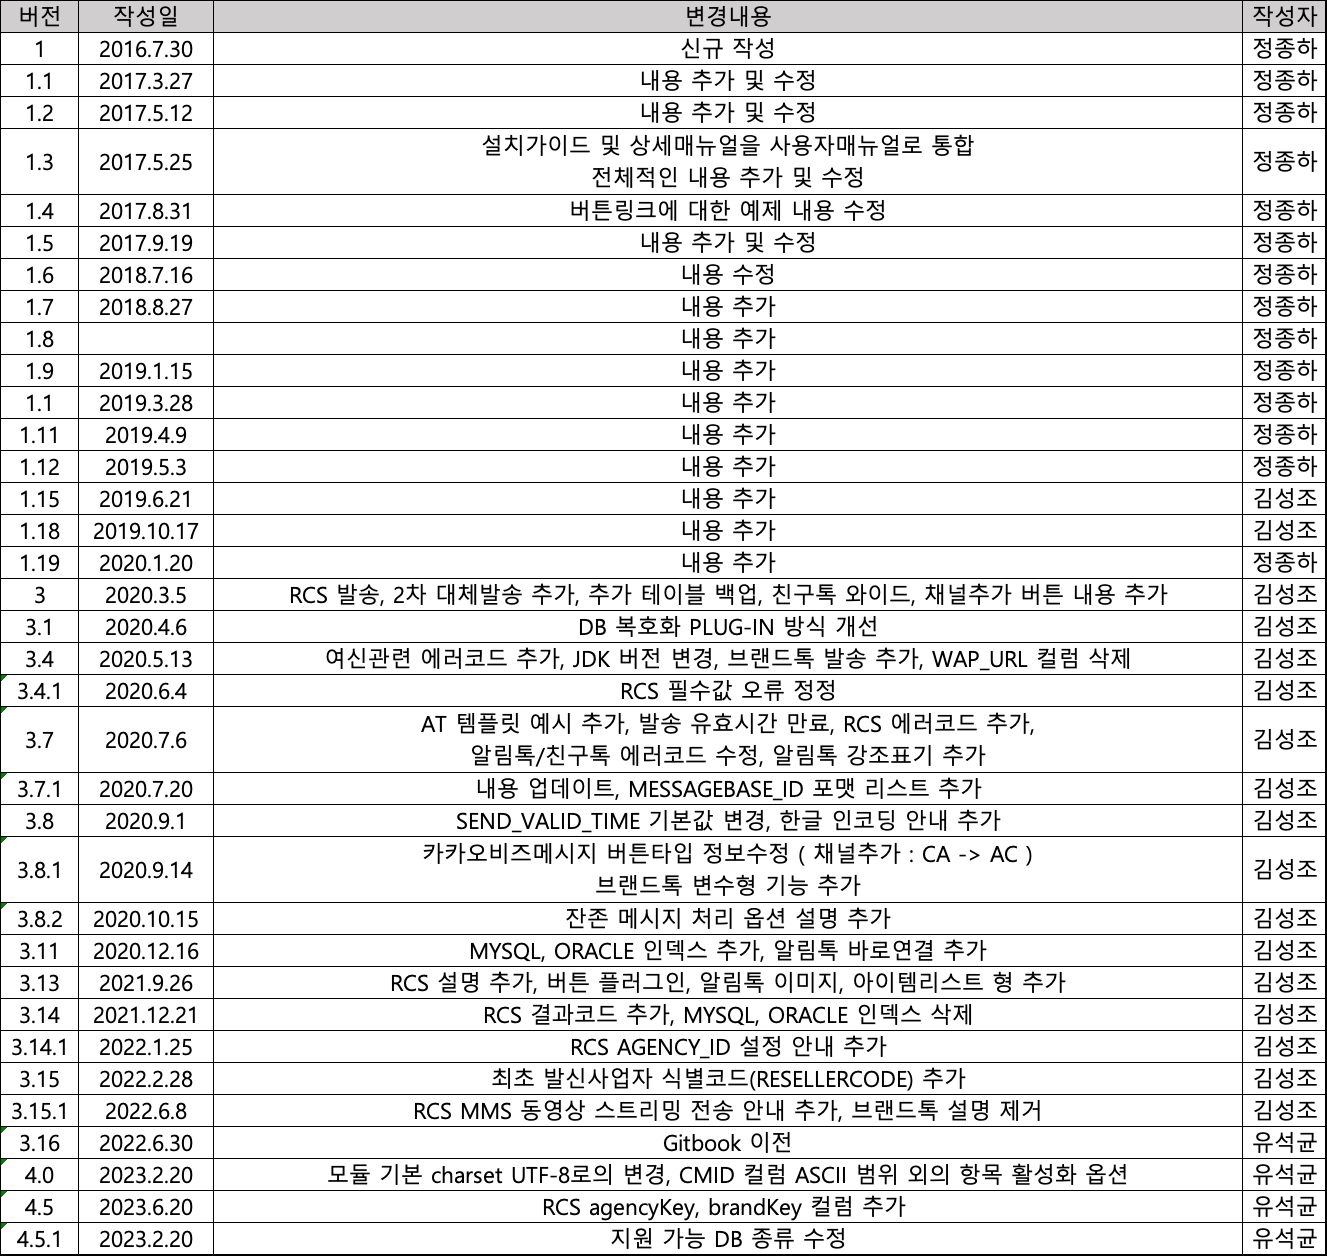 버전 작성일 변경내용 작성자
1 2016.7.30 신규 작성 정종하
1.1 2017.3.27 내용 추가 및 수정 정종하
1.2 2017.5.12 내용 추가 및 수정 정종하
1.3 2017.5.25 설치가이드 및 상세매뉴얼을 사용자매뉴얼로 통합
전체적인 내용 추가 및 수정 정종하
1.4 2017.8.31 버튼링크에 대한 예제 내용 수정 정종하
1.5 2017.9.19 내용 추가 및 수정 정종하
1.6 2018.7.16 내용 수정 정종하
1.7 2018.8.27 내용 추가 정종하
1.8 내용 추가 정종하
1.9 2019.1.15 내용 추가 정종하
1.1 2019.3.28 내용 추가 정종하
1.11 2019.4.9 내용 추가 정종하
1.12 2019.5.3 내용 추가 정종하
1.15 2019.6.21 내용 추가 김성조
1.18 2019.10.17 내용 추가 김성조
1.19 2020.1.20 내용 추가 정종하
3 2020.3.5 RCS 발송, 2차 대체발송 추가, 추가 테이블 백업, 친구톡 와이드, 채널추가 버튼 내용 추가 김성조
3.1 2020.4.6 DB 복호화 PLUG-IN 방식 개선 김성조
3.4 2020.5.13 여신관련 에러코드 추가, JDK 버전 변경, 브랜드톡 발송 추가, WAP_URL 컬럼 삭제 김성조
3.4.1 2020.6.4 RCS 필수값 오류 정정 김성조
3.7 2020.7.6 AT 템플릿 예시 추가, 발송 유효시간 만료, RCS 에러코드 추가,
알림톡/친구톡 에러코드 수정, 알림톡 강조표기 추가 김성조
3.7.1 2020.7.20 내용 업데이트, MESSAGEBASE_ID 포맷 리스트 추가 김성조
3.8 2020.9.1 SEND_VALID_TIME 기본값 변경, 한글 인코딩 안내 추가 김성조
3.8.1 2020.9.14 카카오비즈메시지 버튼타입 정보수정 ( 채널추가 : CA -> AC )
브랜드톡 변수형 기능 추가 김성조
3.8.2 2020.10.15 잔존 메시지 처리 옵션 설명 추가 김성조
3.11 2020.12.16 MYSQL, ORACLE 인덱스 추가, 알림톡 바로연결 추가 김성조
3.13 2021.9.26 RCS 설명 추가, 버튼 플러그인, 알림톡 이미지, 아이템리스트 형 추가 김성조
3.14 2021.12.21 RCS 결과코드 추가, MYSQL, ORACLE 인덱스 삭제 김성조
3.14.1 2022.1.25 RCS AGENCY_ID 설정 안내 추가 김성조
3.15 2022.2.28 최초 발신사업자 식별코드(RESELLERCODE) 추가 김성조
3.15.1 2022.6.8 RCS MMS 동영상 스트리밍 전송 안내 추가, 브랜드톡 설명 제거 김성조
3.16 2022.6.30 Gitbook 이전 유석균
4.0 2023.2.20 모듈 기본 charset UTF-8로의 변경, CMID 컬럼 ASCII 범위 외의 항목 활성화 옵션 유석균
4.5 2023.6.20 RCS agencyKey, brandKey 컬럼 추가 유석균
4.5.1 2023.2.20 지원 가능 DB 종류 수정 유석균